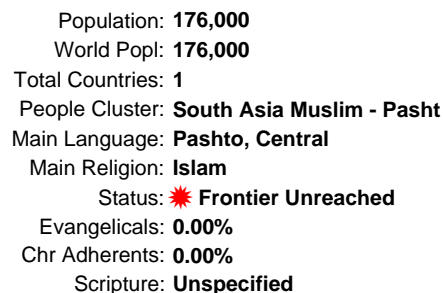 Population: 176,000
World Popl: 176,000
Total Countries: 1
People Cluster: South Asia Muslim - Pasht
Main Language: Pashto, Central
Main Religion: Islam
Status: Frontier Unreached
Evangelicals: 0.00%
Chr Adherents: 0.00%
Scripture: Unspecified